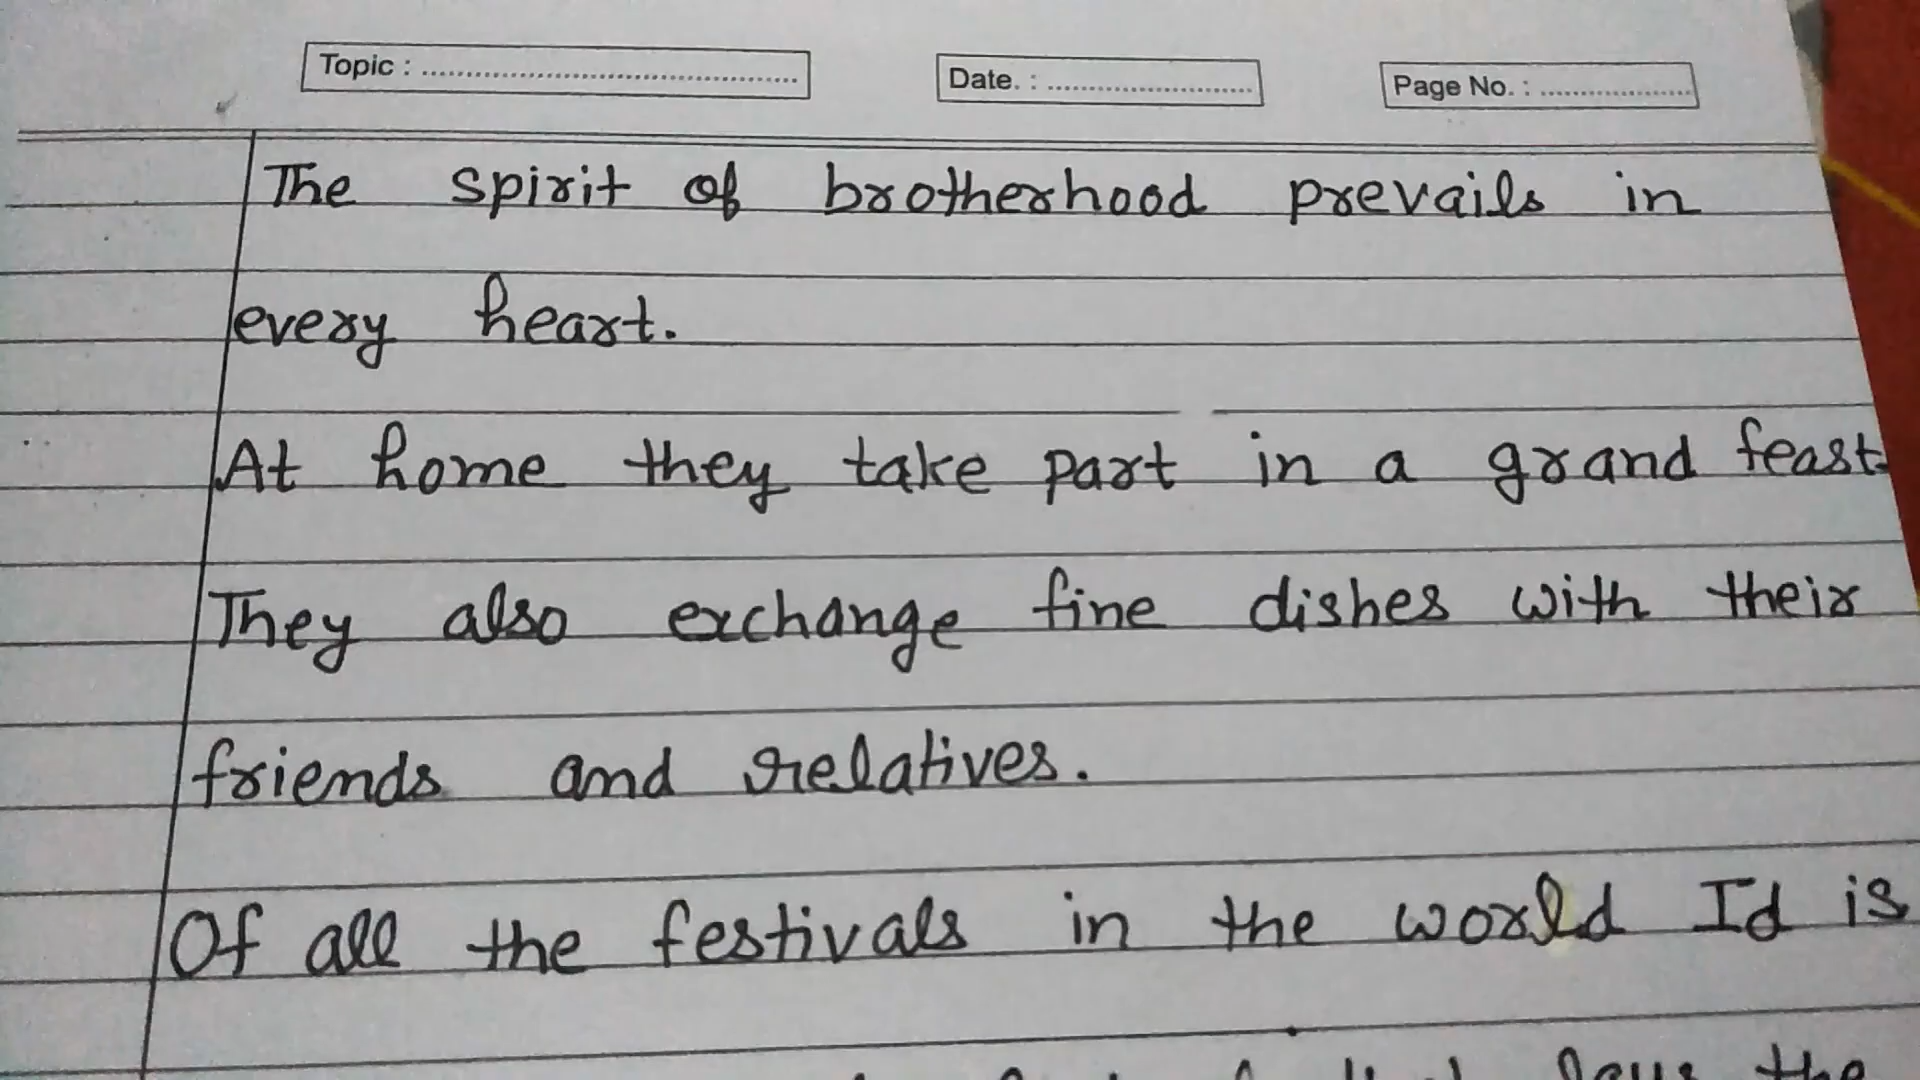 Topic : ........................................
Date. : ........................
Page No. : ..................
The spirit of brotherhood prevails in
every heart.
At home they take part in a grand feast
They also exchange fine dishes with their
friends and relatives.
Of all the festivals in the world Id is
the